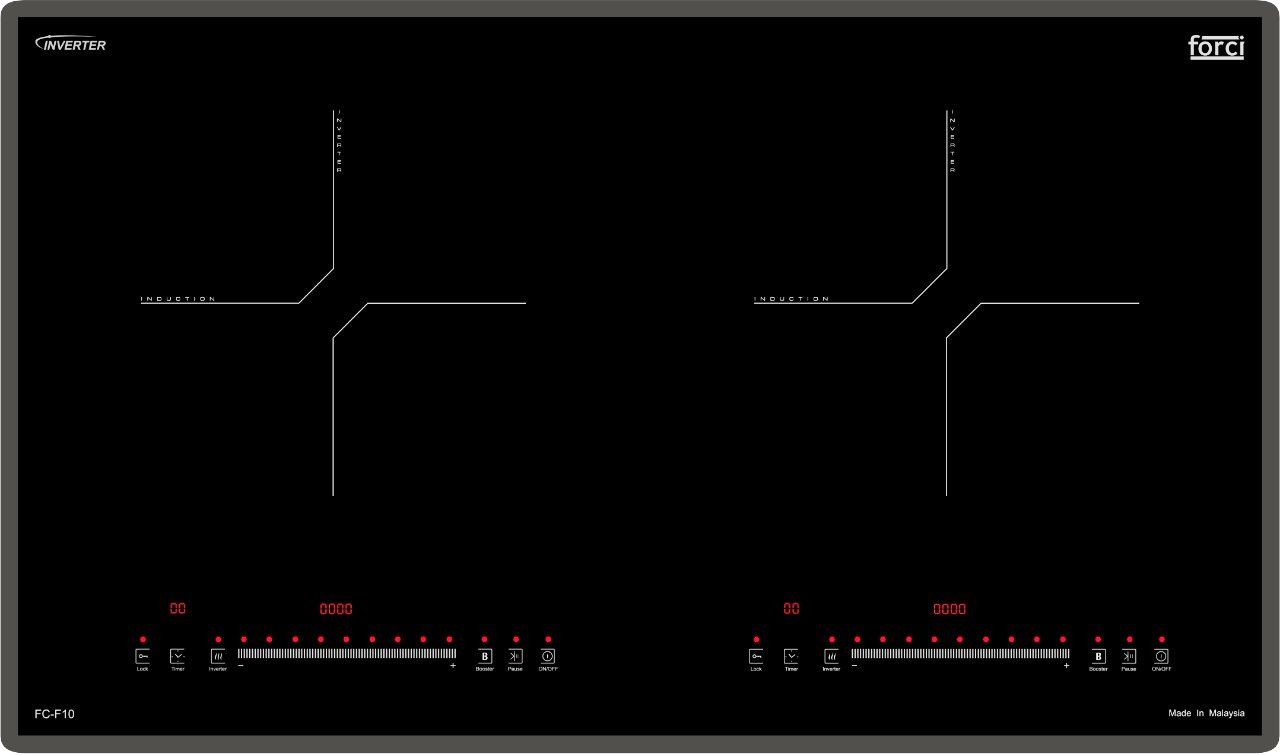 INVERTER
forci
INVERTER
INVERTER
INDUCTION
INDUCTION
00 0000
00 0000
Lock Timer Inverter − + B Booster Pause ON/OFF
Lock Timer Inverter − + B Booster Pause ON/OFF
FC-F10
Made In Malaysia